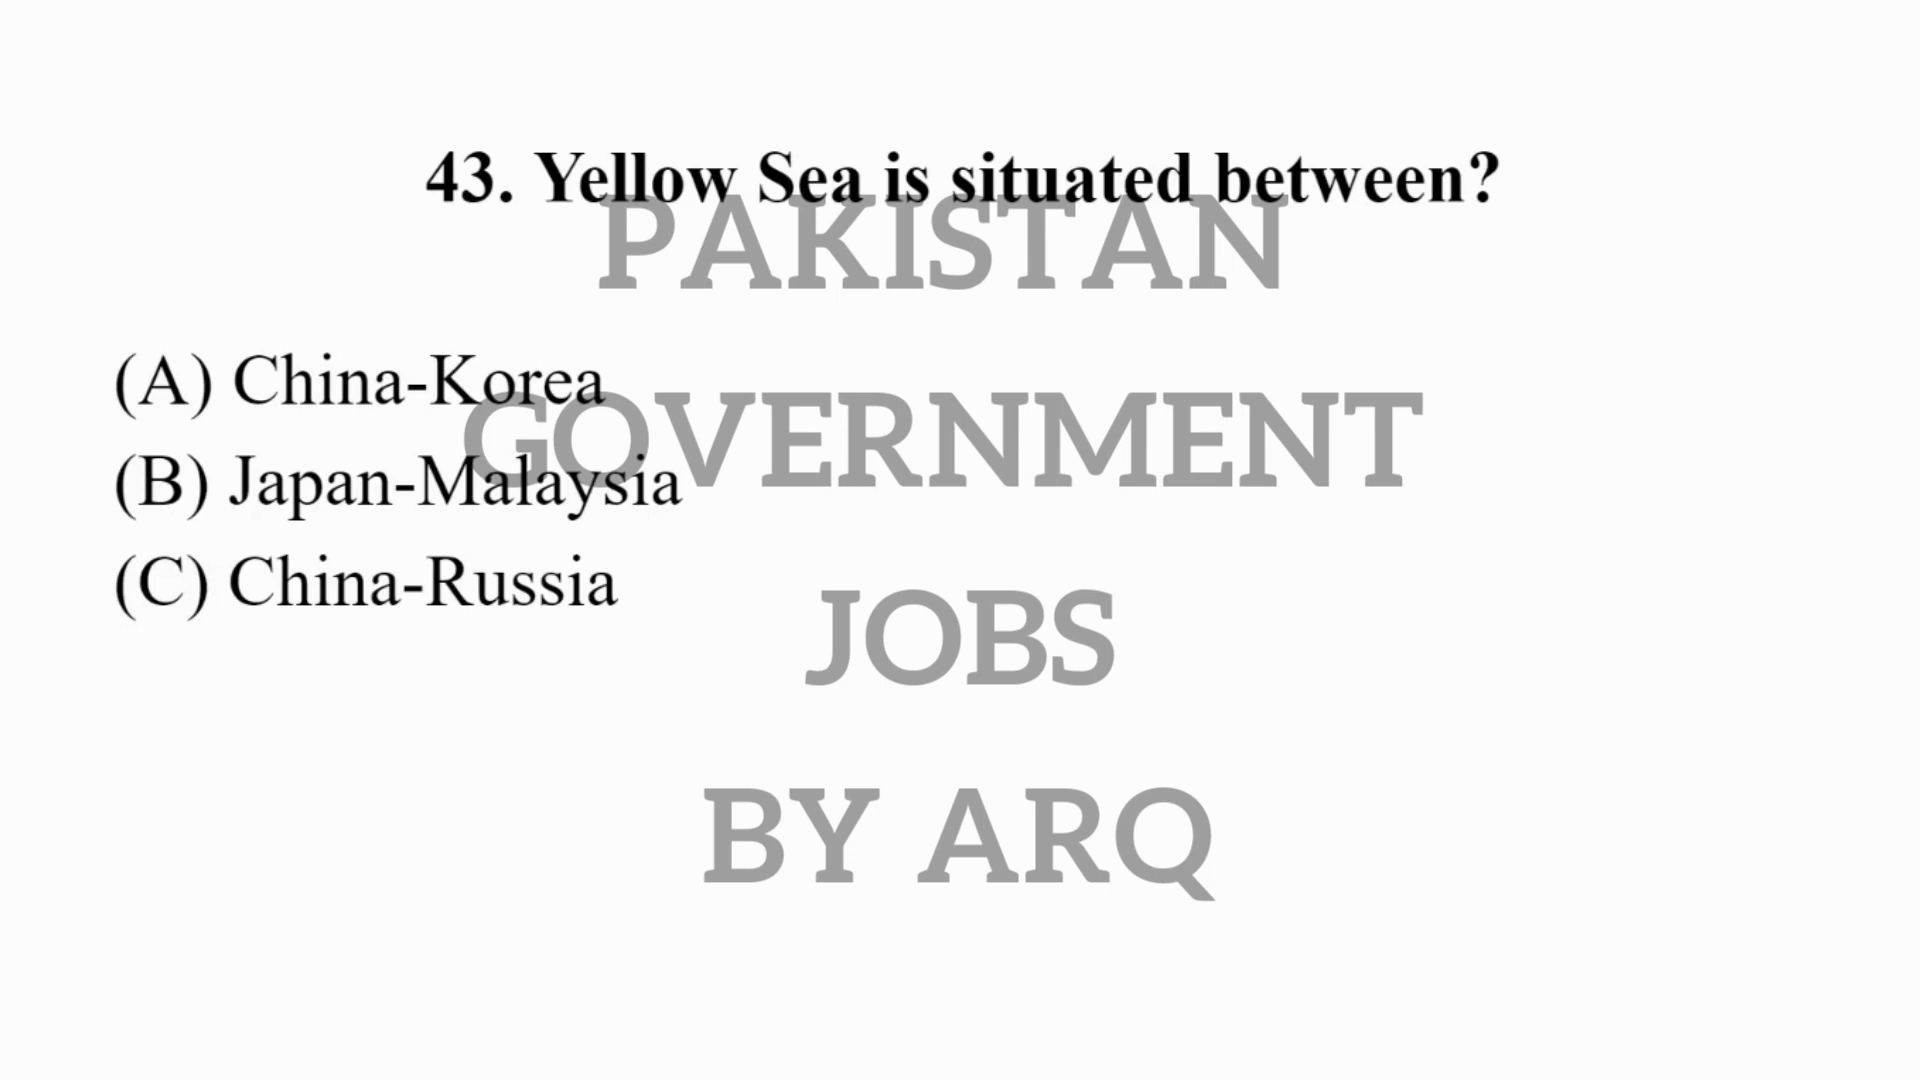 43. Yellow Sea is situated between?
PAKISTAN
(A) China-Korea
GOVERNMENT
(B) Japan-Malaysia
(C) China-Russia
JOBS
BY ARQ